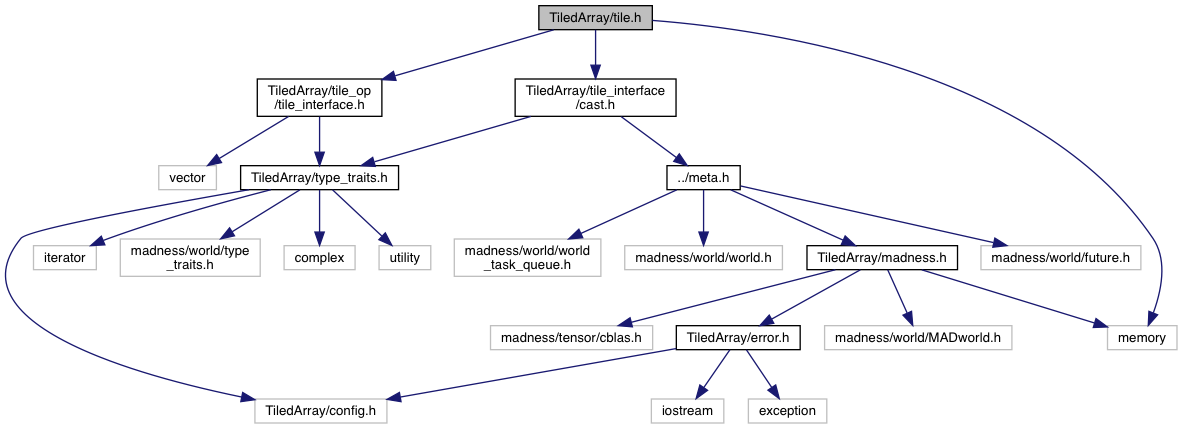 TiledArray/tile.h
TiledArray/tile_op
/tile_interface.h
TiledArray/tile_interface
/cast.h
vector
TiledArray/type_traits.h
../meta.h
iterator
madness/world/type
_traits.h
complex
utility
madness/world/world
_task_queue.h
madness/world/world.h
TiledArray/madness.h
madness/world/future.h
madness/tensor/cblas.h
TiledArray/error.h
madness/world/MADworld.h
memory
TiledArray/config.h
iostream
exception